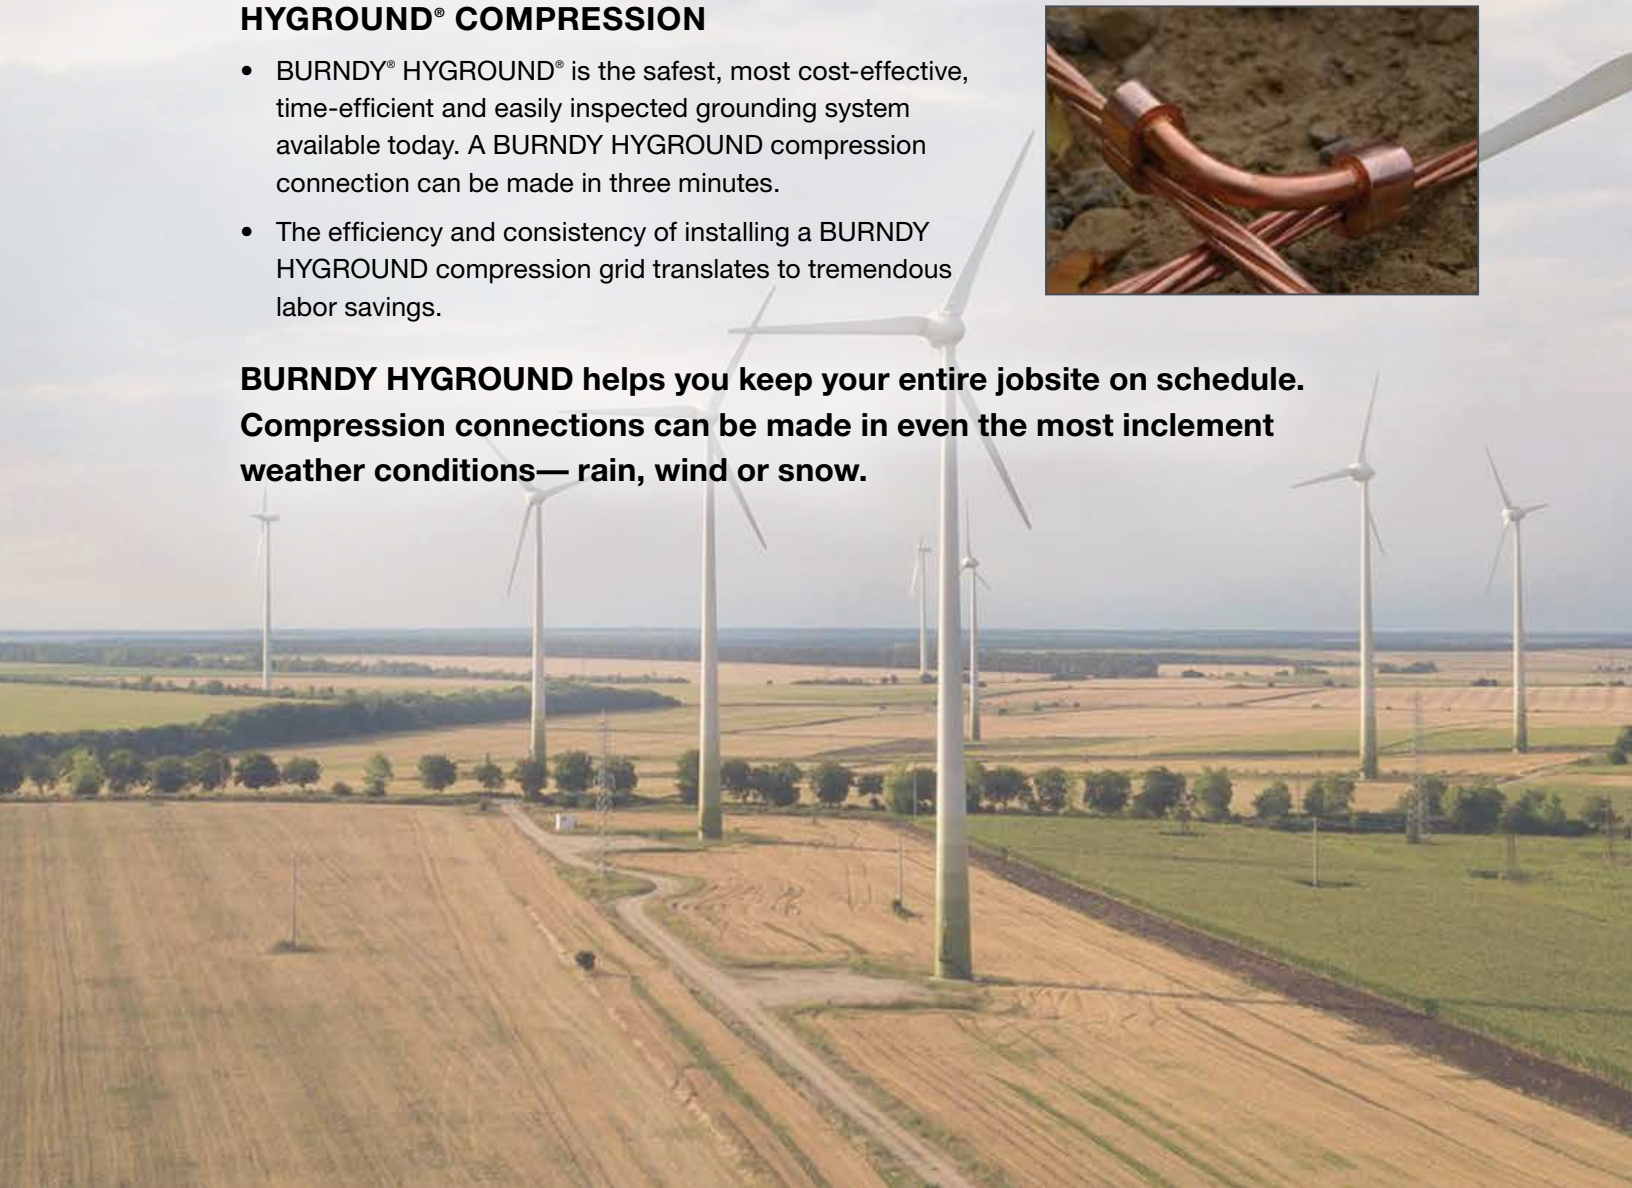 HYGROUND® COMPRESSION
• BURNDY® HYGROUND® is the safest, most cost-effective,
time-efficient and easily inspected grounding system
available today. A BURNDY HYGROUND compression
connection can be made in three minutes.
• The efficiency and consistency of installing a BURNDY
HYGROUND compression grid translates to tremendous
labor savings.
BURNDY HYGROUND helps you keep your entire jobsite on schedule.
Compression connections can be made in even the most inclement
weather conditions— rain, wind or snow.